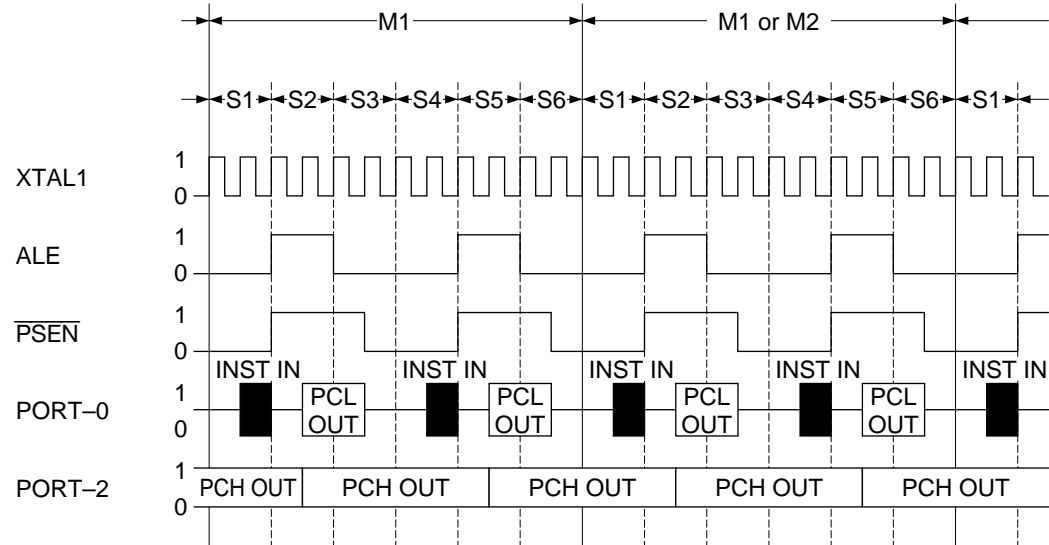 M1 M1 or M2
S1 S2 S3 S4 S5 S6 S1 S2 S3 S4 S5 S6 S1
XTAL1 1 0
ALE 1 0
PSEN 1 0
INST IN INST IN INST IN INST IN INST IN
PORT–0 1 0 PCL OUT PCL OUT PCL OUT PCL OUT
PORT–2 1 0 PCH OUT PCH OUT PCH OUT PCH OUT PCH OUT